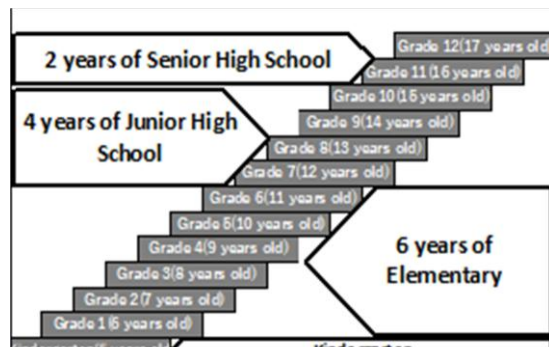 Grade 12(17 years old)
2 years of Senior High School
Grade 11(16 years old)
Grade 10(15 years old)
4 years of Junior High
School
Grade 9(14 years old)
Grade 8(13 years old)
Grade 7(12 years old)
Grade 6(11 years old)
Grade 5(10 years old)
6 years of
Elementary
Grade 4(9 years old)
Grade 3(8 years old)
Grade 2(7 years old)
Grade 1(6 years old)